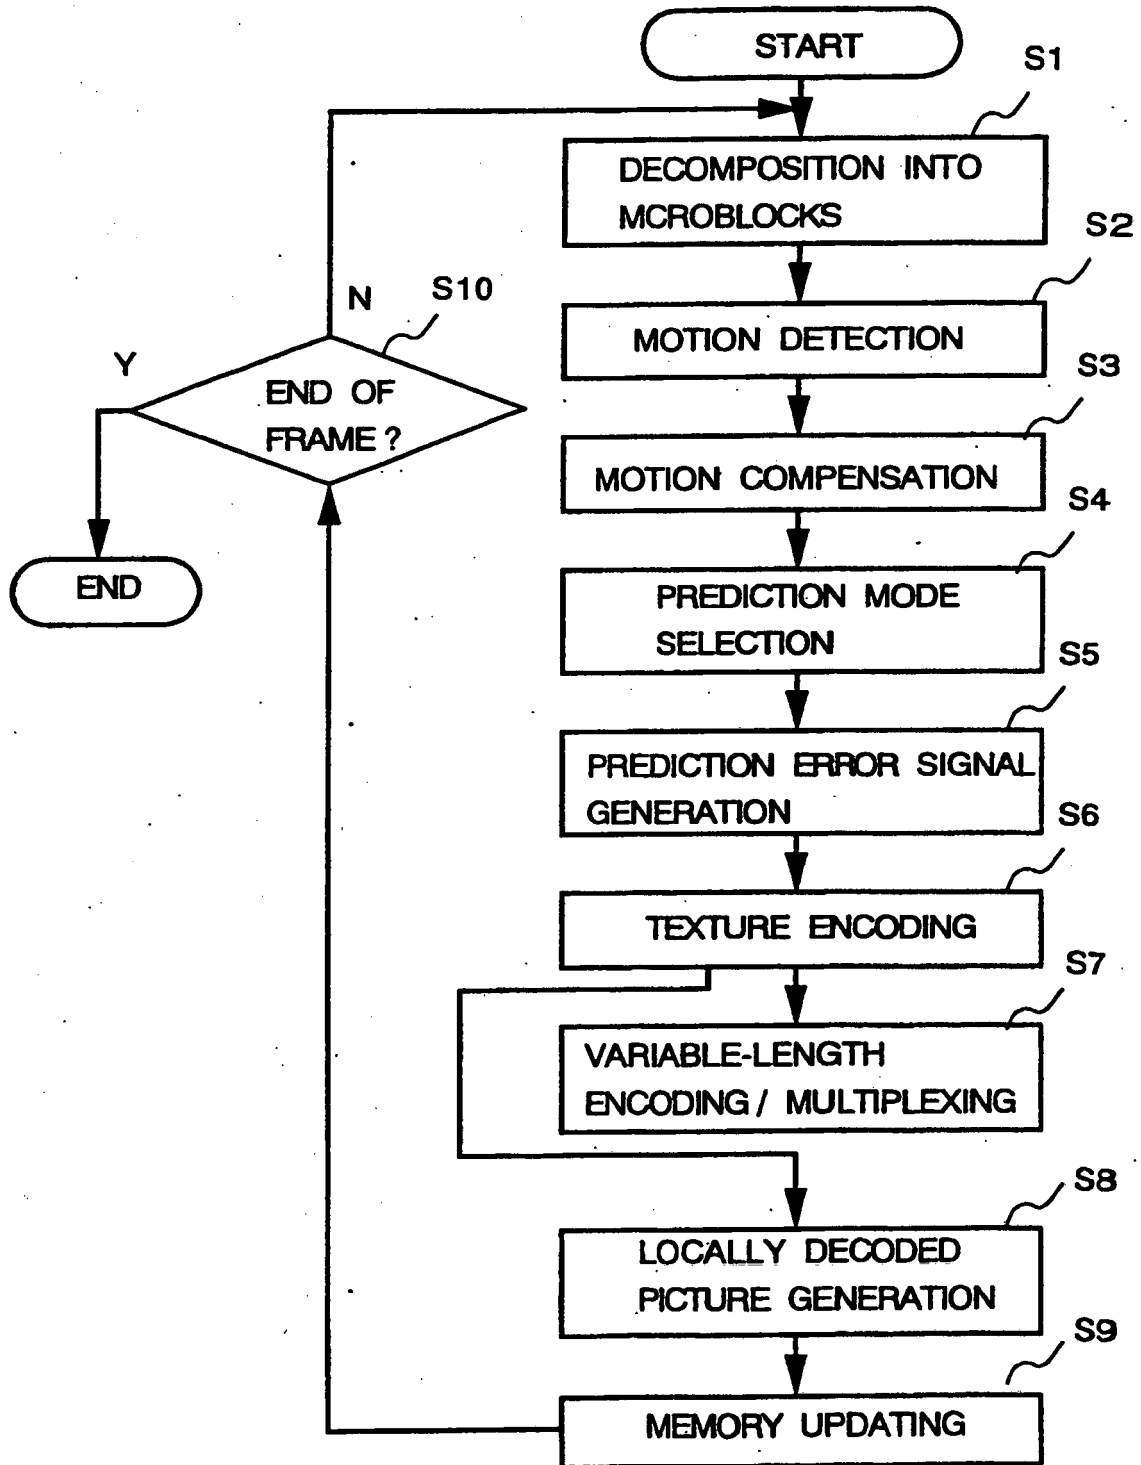 START
S1
DECOMPOSITION INTO
MCROBLOCKS
S2
MOTION DETECTION
S3
MOTION COMPENSATION
S4
PREDICTION MODE
SELECTION
S5
PREDICTION ERROR SIGNAL
GENERATION
S6
TEXTURE ENCODING
S7
VARIABLE-LENGTH
ENCODING / MULTIPLEXING
S8
LOCALLY DECODED
PICTURE GENERATION
S9
MEMORY UPDATING
S10
N
Y
END OF
FRAME ?
END